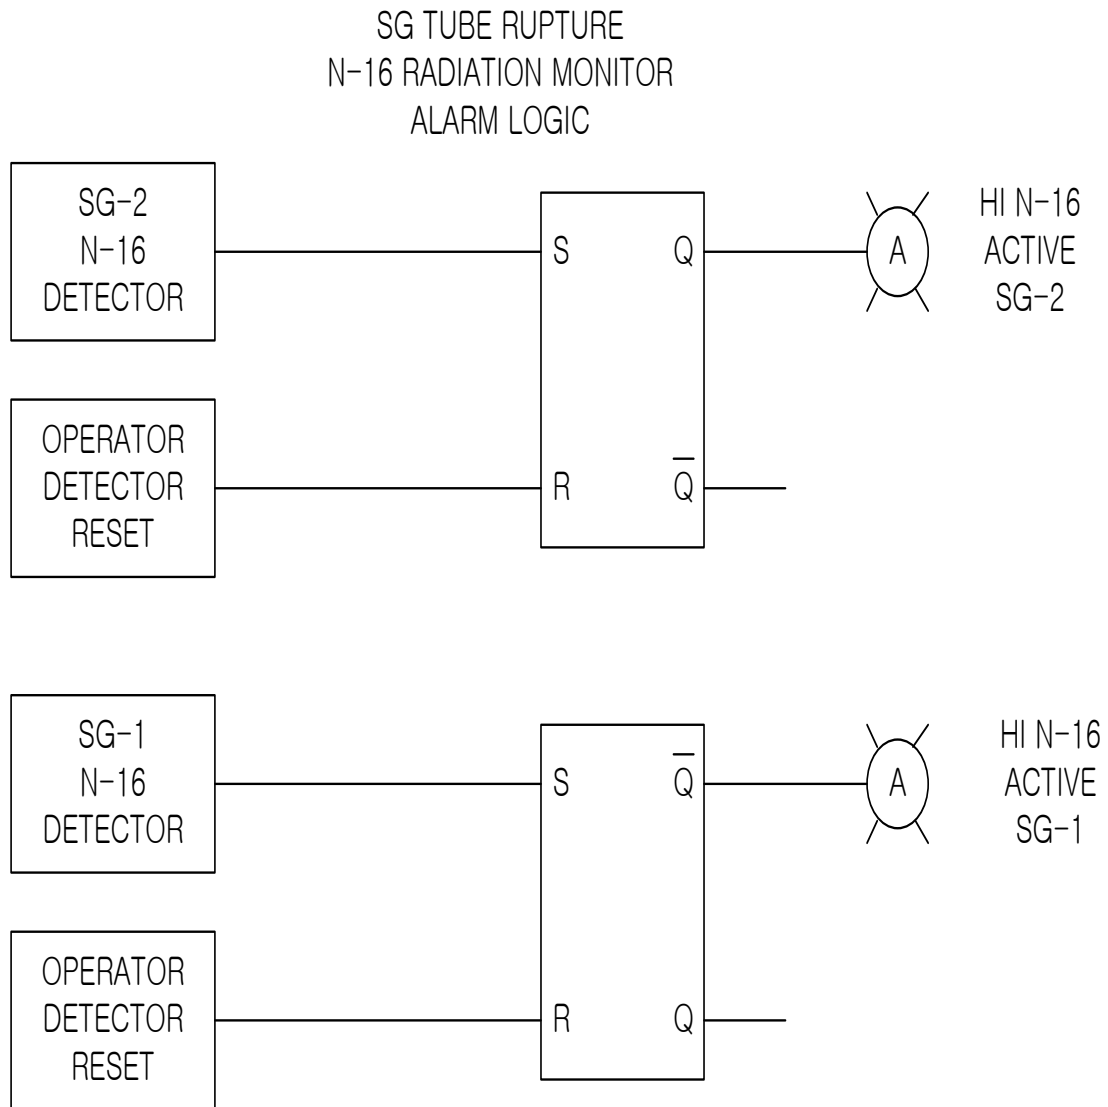 SG TUBE RUPTURE
N-16 RADIATION MONITOR
ALARM LOGIC
SG-2
N-16
DETECTOR
S
Q
A
HI N-16
ACTIVE
SG-2
OPERATOR
DETECTOR
RESET
R
Q̅
SG-1
N-16
DETECTOR
S
Q̅
A
HI N-16
ACTIVE
SG-1
OPERATOR
DETECTOR
RESET
R
Q